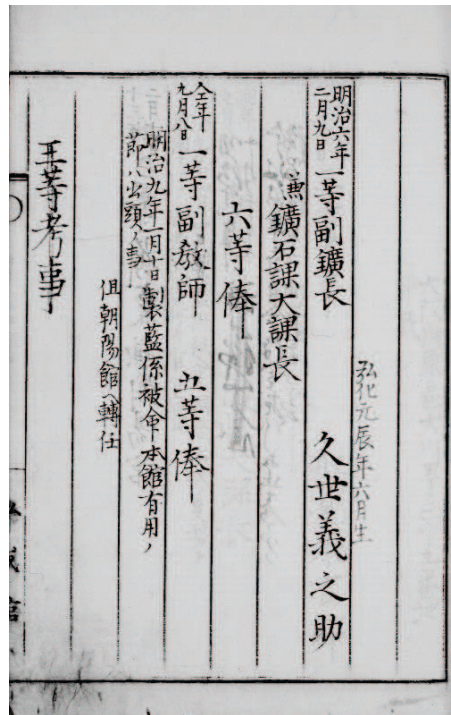 弘化元辰年六月生
明治六年二月九日 一等副鑛長 久世義之助
兼鑛石課大課長
六等俸
仝年九月八日 一等副教師 五等俸
明治九年一月十日製藍係被命本館有用ノ
節ハ出頭ノ事
但朝陽館ヘ轉任
五等考事